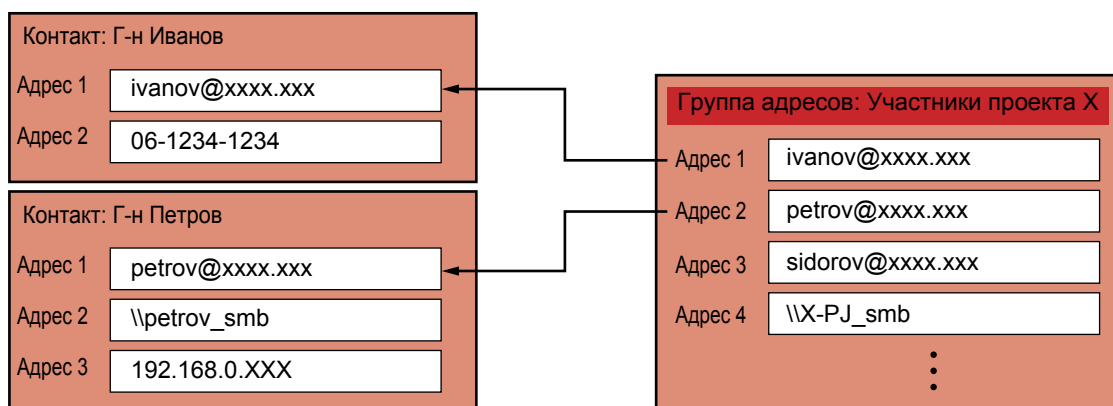 Контакт: Г-н Иванов
Адрес 1 ivanov@xxxx.xxx
Адрес 2 06-1234-1234
Контакт: Г-н Петров
Адрес 1 petrov@xxxx.xxx
Адрес 2 \\petrov_smb
Адрес 3 192.168.0.XXX
Группа адресов: Участники проекта X
Адрес 1 ivanov@xxxx.xxx
Адрес 2 petrov@xxxx.xxx
Адрес 3 sidorov@xxxx.xxx
Адрес 4 \\X-PJ_smb